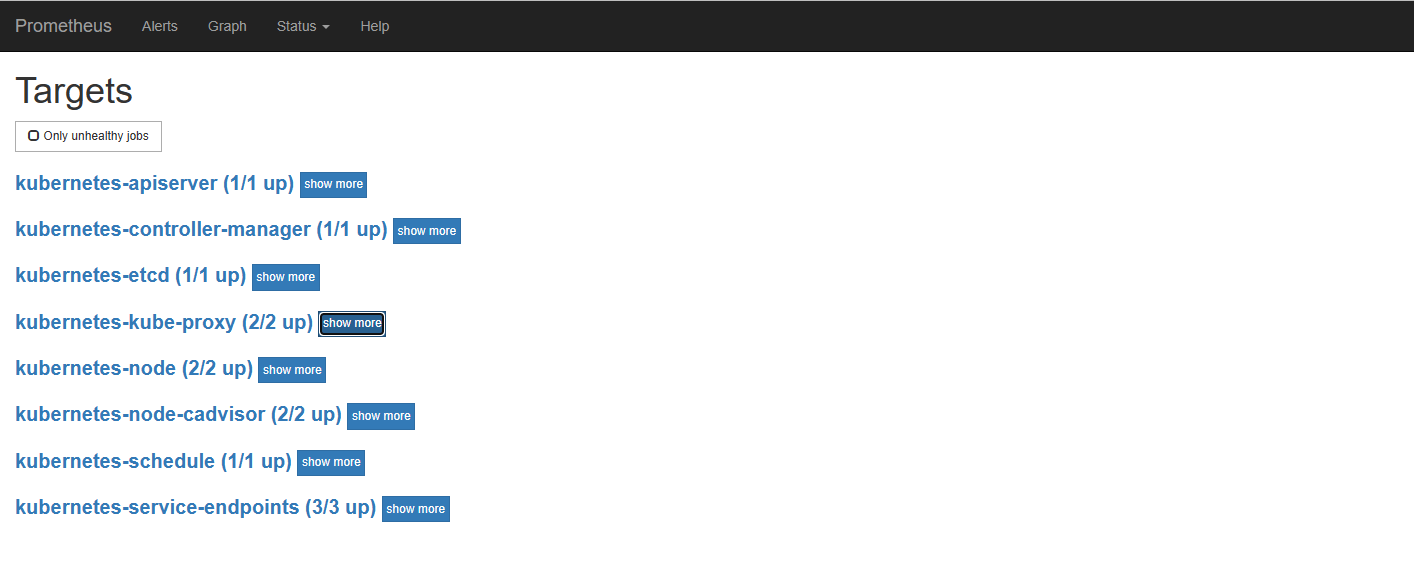 Prometheus Alerts Graph Status Help
Targets
Only unhealthy jobs
kubernetes-apiserver (1/1 up) show more
kubernetes-controller-manager (1/1 up) show more
kubernetes-etcd (1/1 up) show more
kubernetes-kube-proxy (2/2 up) show more
kubernetes-node (2/2 up) show more
kubernetes-node-cadvisor (2/2 up) show more
kubernetes-schedule (1/1 up) show more
kubernetes-service-endpoints (3/3 up) show more